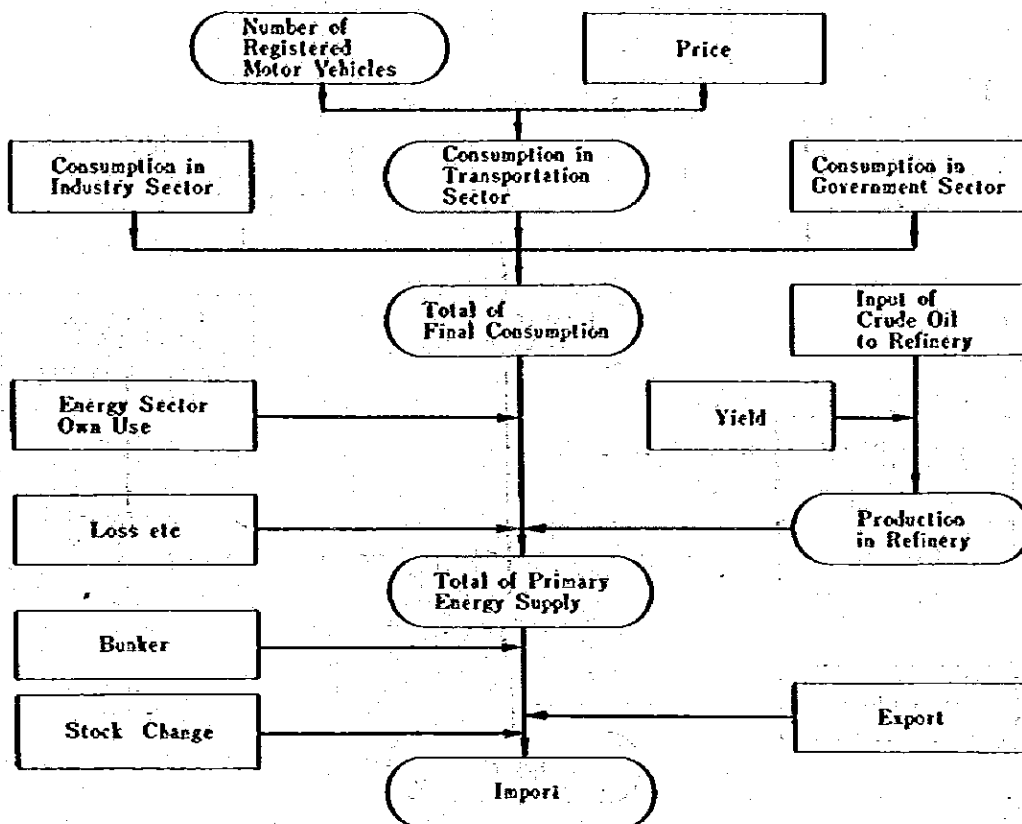 Number of
Registered
Motor Vehicles
Price
Consumption in
Industry Sector
Consumption in
Transportation
Sector
Consumption in
Government Sector
Total of
Final Consumption
Input of
Crude Oil
to Refinery
Energy Sector
Own Use
Yield
Loss etc
Production
in Refinery
Total of Primary
Energy Supply
Bunker
Stock Change
Export
Import